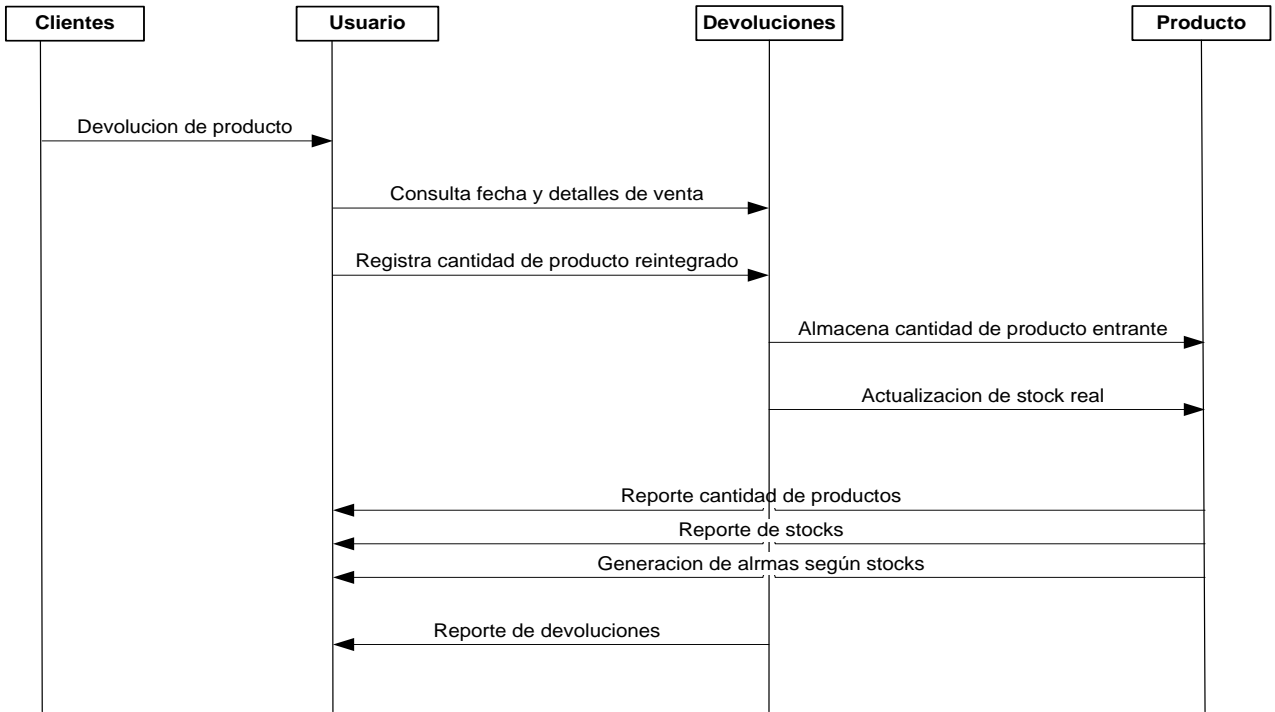 Clientes
Usuario
Devoluciones
Producto
Devolucion de producto
Consulta fecha y detalles de venta
Registra cantidad de producto reintegrado
Almacena cantidad de producto entrante
Actualizacion de stock real
Reporte cantidad de productos
Reporte de stocks
Generacion de alrmas según stocks
Reporte de devoluciones